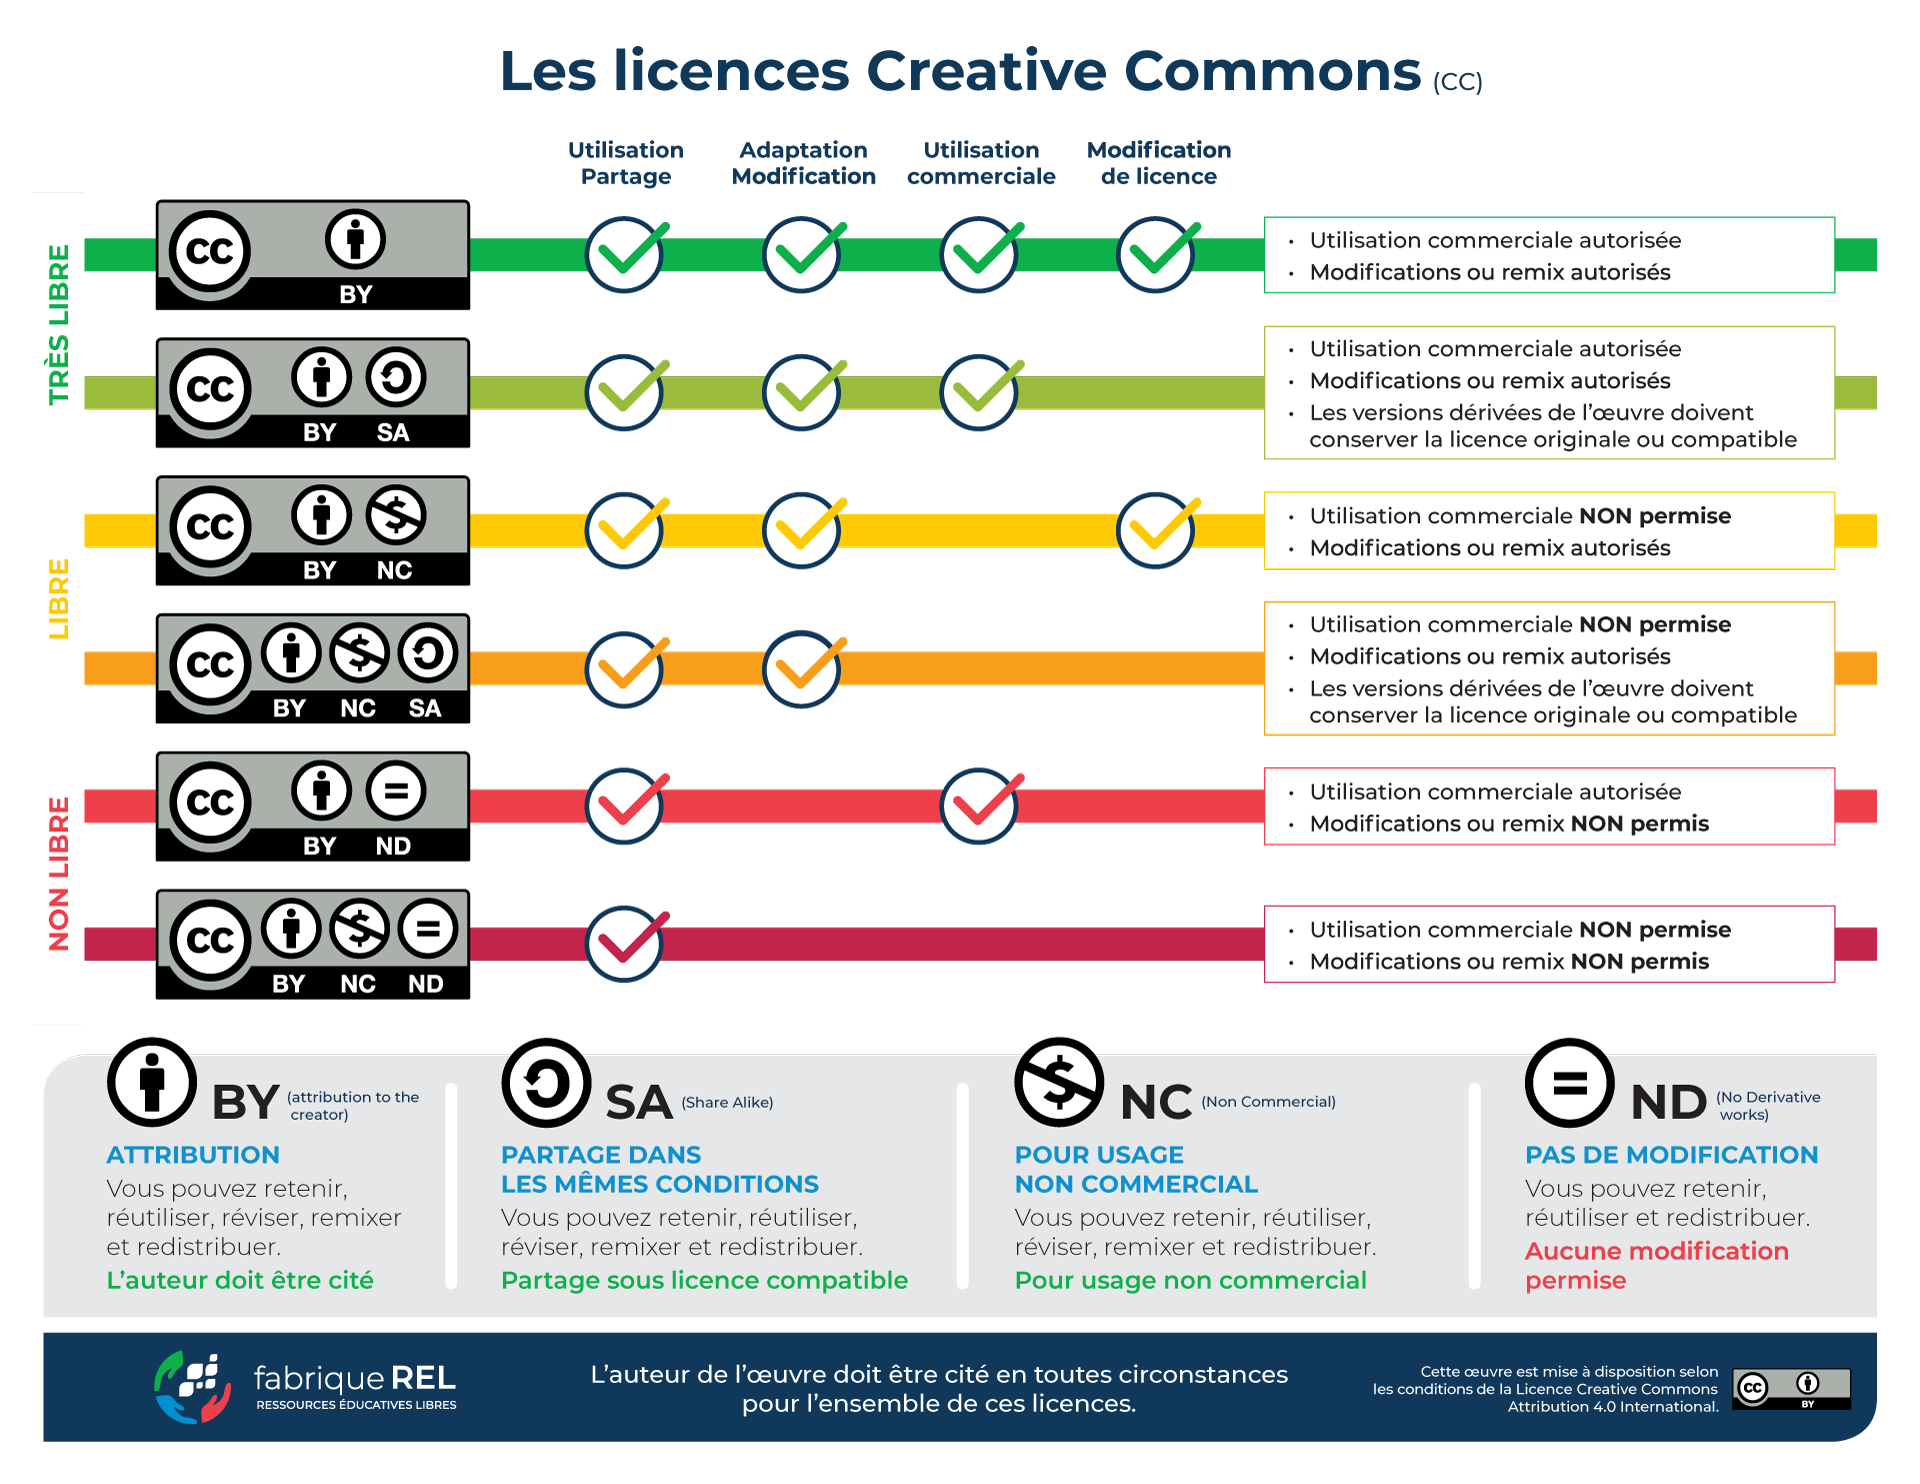 Les licences Creative Commons (CC)
Utilisation
Partage
Adaptation
Modification
Utilisation
commerciale
Modification
de licence
TRÈS LIBRE
CC
BY
• Utilisation commerciale autorisée
• Modifications ou remix autorisés
CC
BY SA
• Utilisation commerciale autorisée
• Modifications ou remix autorisés
• Les versions dérivées de l’œuvre doivent
conserver la licence originale ou compatible
LIBRE
CC
BY NC
• Utilisation commerciale NON permise
• Modifications ou remix autorisés
CC
BY NC SA
• Utilisation commerciale NON permise
• Modifications ou remix autorisés
• Les versions dérivées de l’œuvre doivent
conserver la licence originale ou compatible
NON LIBRE
CC
BY ND
• Utilisation commerciale autorisée
• Modifications ou remix NON permis
CC
BY NC ND
• Utilisation commerciale NON permise
• Modifications ou remix NON permis
BY (attribution to the
creator)
ATTRIBUTION
Vous pouvez retenir,
réutiliser, réviser, remixer
et redistribuer.
L’auteur doit être cité
SA (Share Alike)
PARTAGE DANS
LES MÊMES CONDITIONS
Vous pouvez retenir, réutiliser,
réviser, remixer et redistribuer.
Partage sous licence compatible
NC (Non Commercial)
POUR USAGE
NON COMMERCIAL
Vous pouvez retenir, réutiliser,
réviser, remixer et redistribuer.
Pour usage non commercial
ND (No Derivative
works)
PAS DE MODIFICATION
Vous pouvez retenir,
réutiliser et redistribuer.
Aucune modification
permise
fabrique REL
RESSOURCES ÉDUCATIVES LIBRES
L’auteur de l’œuvre doit être cité en toutes circonstances
pour l’ensemble de ces licences.
Cette œuvre est mise à disposition selon
les conditions de la Licence Creative Commons
Attribution 4.0 International.
CC
BY